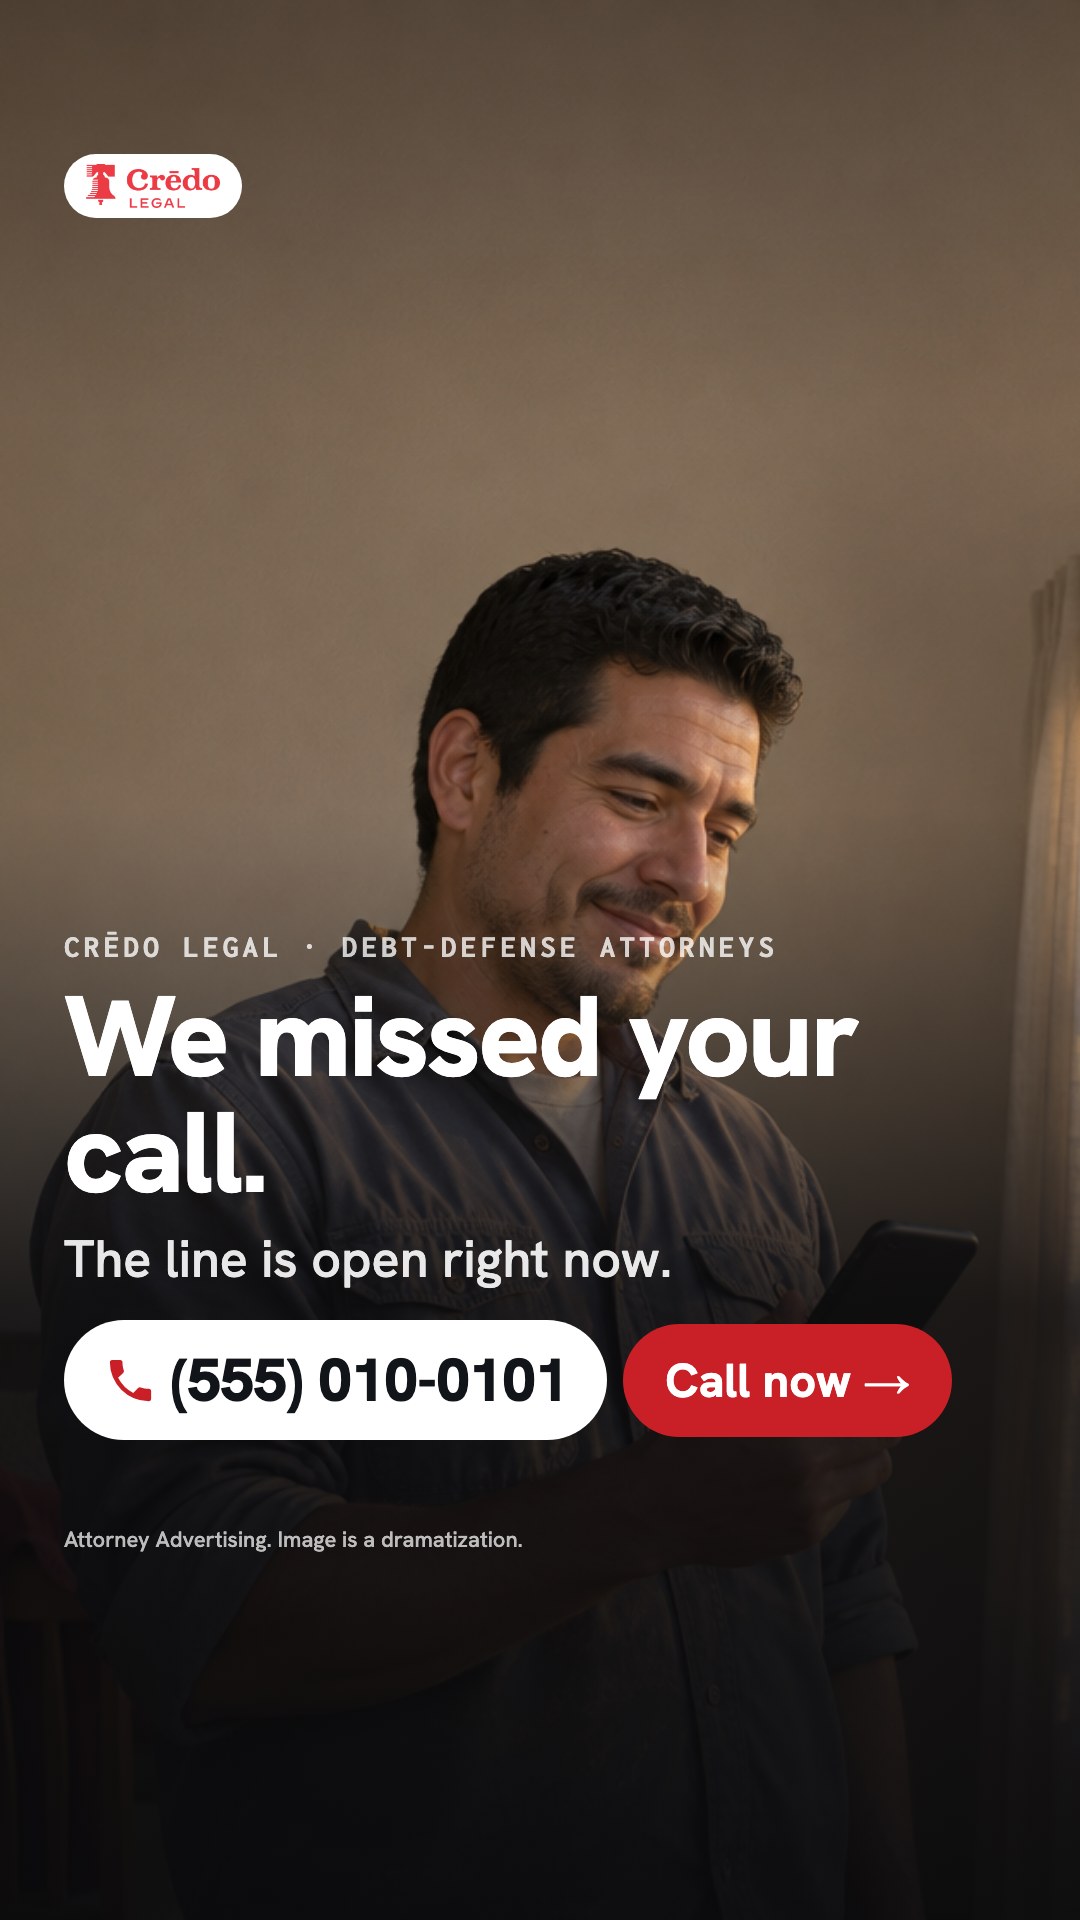 Crēdo
LEGAL
CRĒDO LEGAL · DEBT-DEFENSE ATTORNEYS
We missed your
call.
The line is open right now.
(555) 010-0101
Call now →
Attorney Advertising. Image is a dramatization.